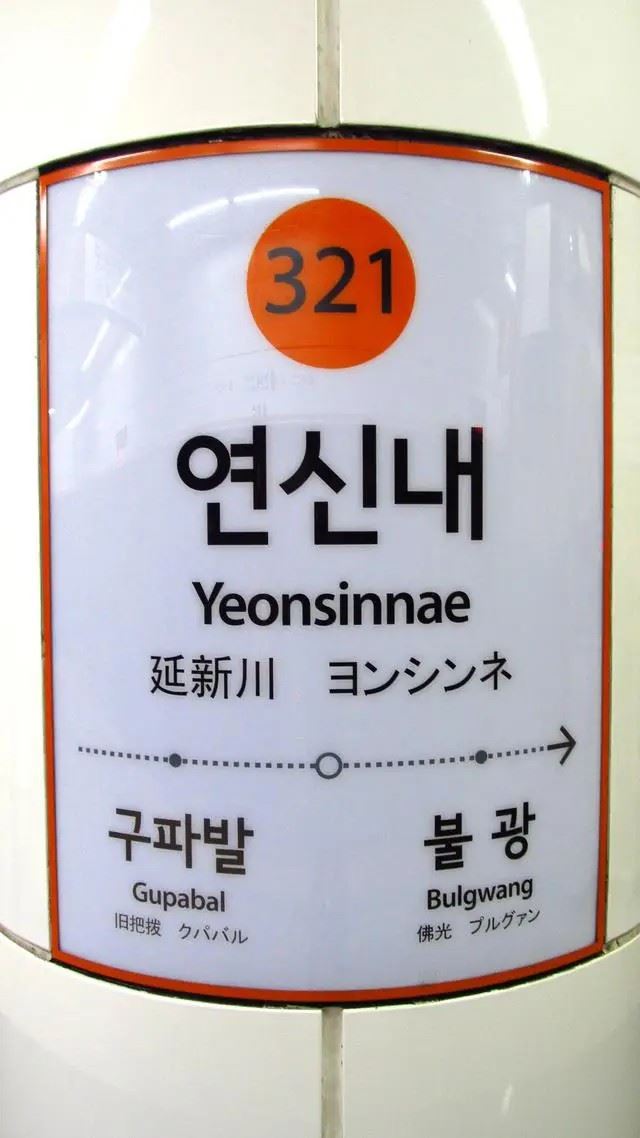 321
연신내
Yeonsinnae
延新川 ヨンシンネ
구파발 불광
Gupabal Bulgwang
旧把拨 クパバル 佛光 プルグァン